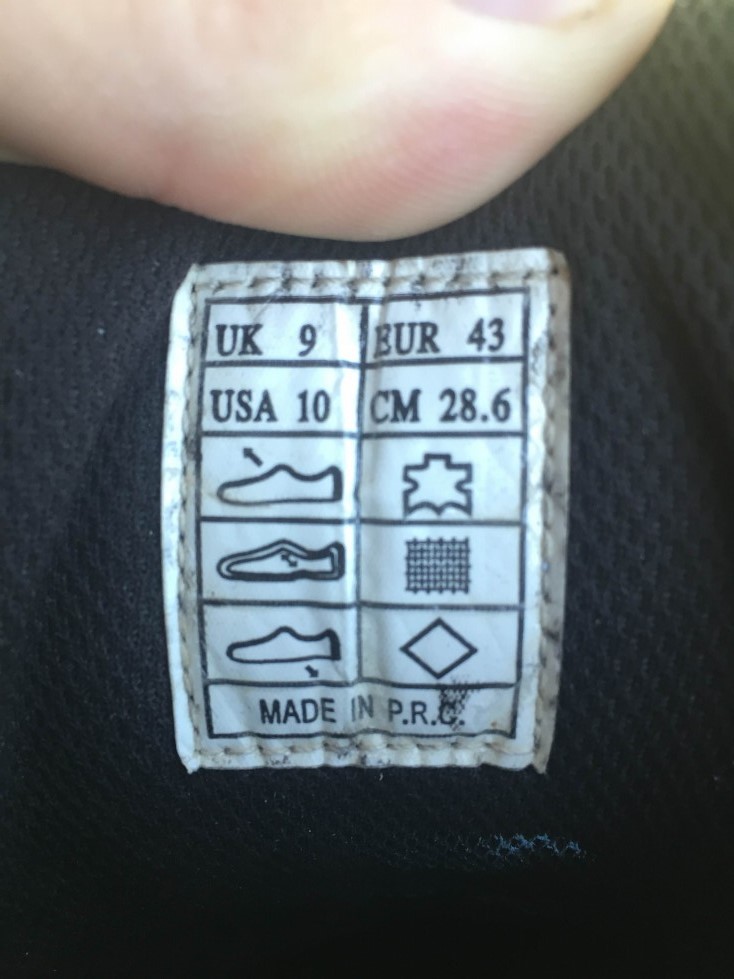 UK 9 EUR 43
USA 10 CM 28.6
MADE IN P.R.C.